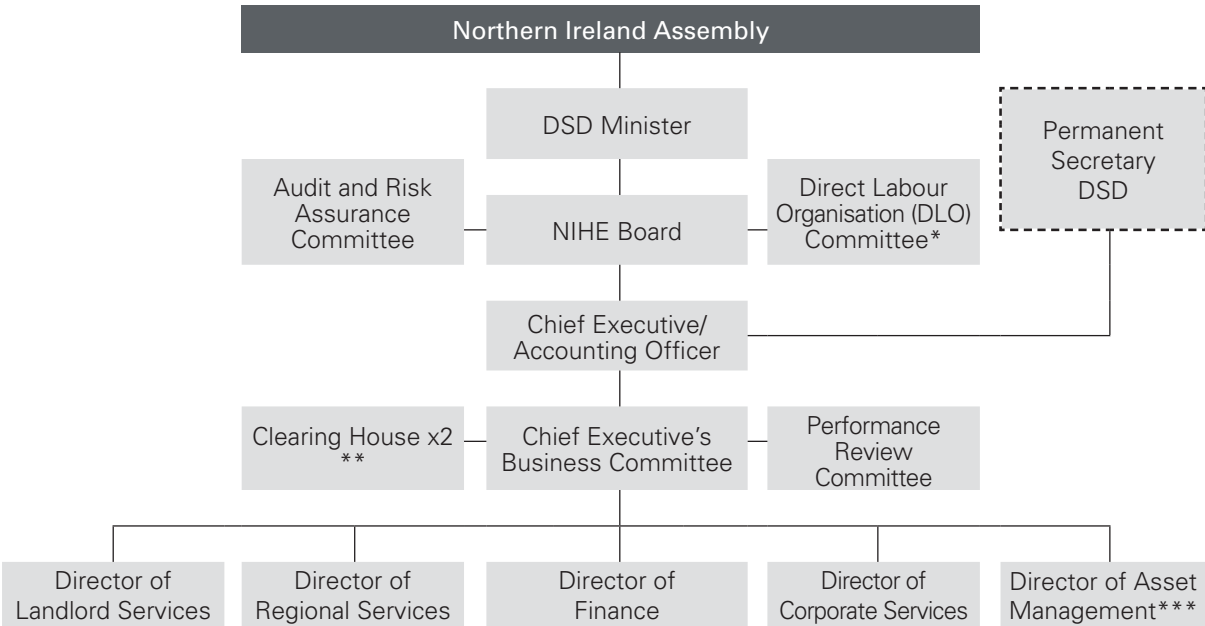 Northern Ireland Assembly
DSD Minister
Permanent
Secretary
DSD
Audit and Risk
Assurance
Committee
NIHE Board
Direct Labour
Organisation (DLO)
Committee*
Chief Executive/
Accounting Officer
Clearing House x2
**
Chief Executive's
Business Committee
Performance
Review
Committee
Director of
Landlord Services
Director of
Regional Services
Director of
Finance
Director of
Corporate Services
Director of Asset
Management***